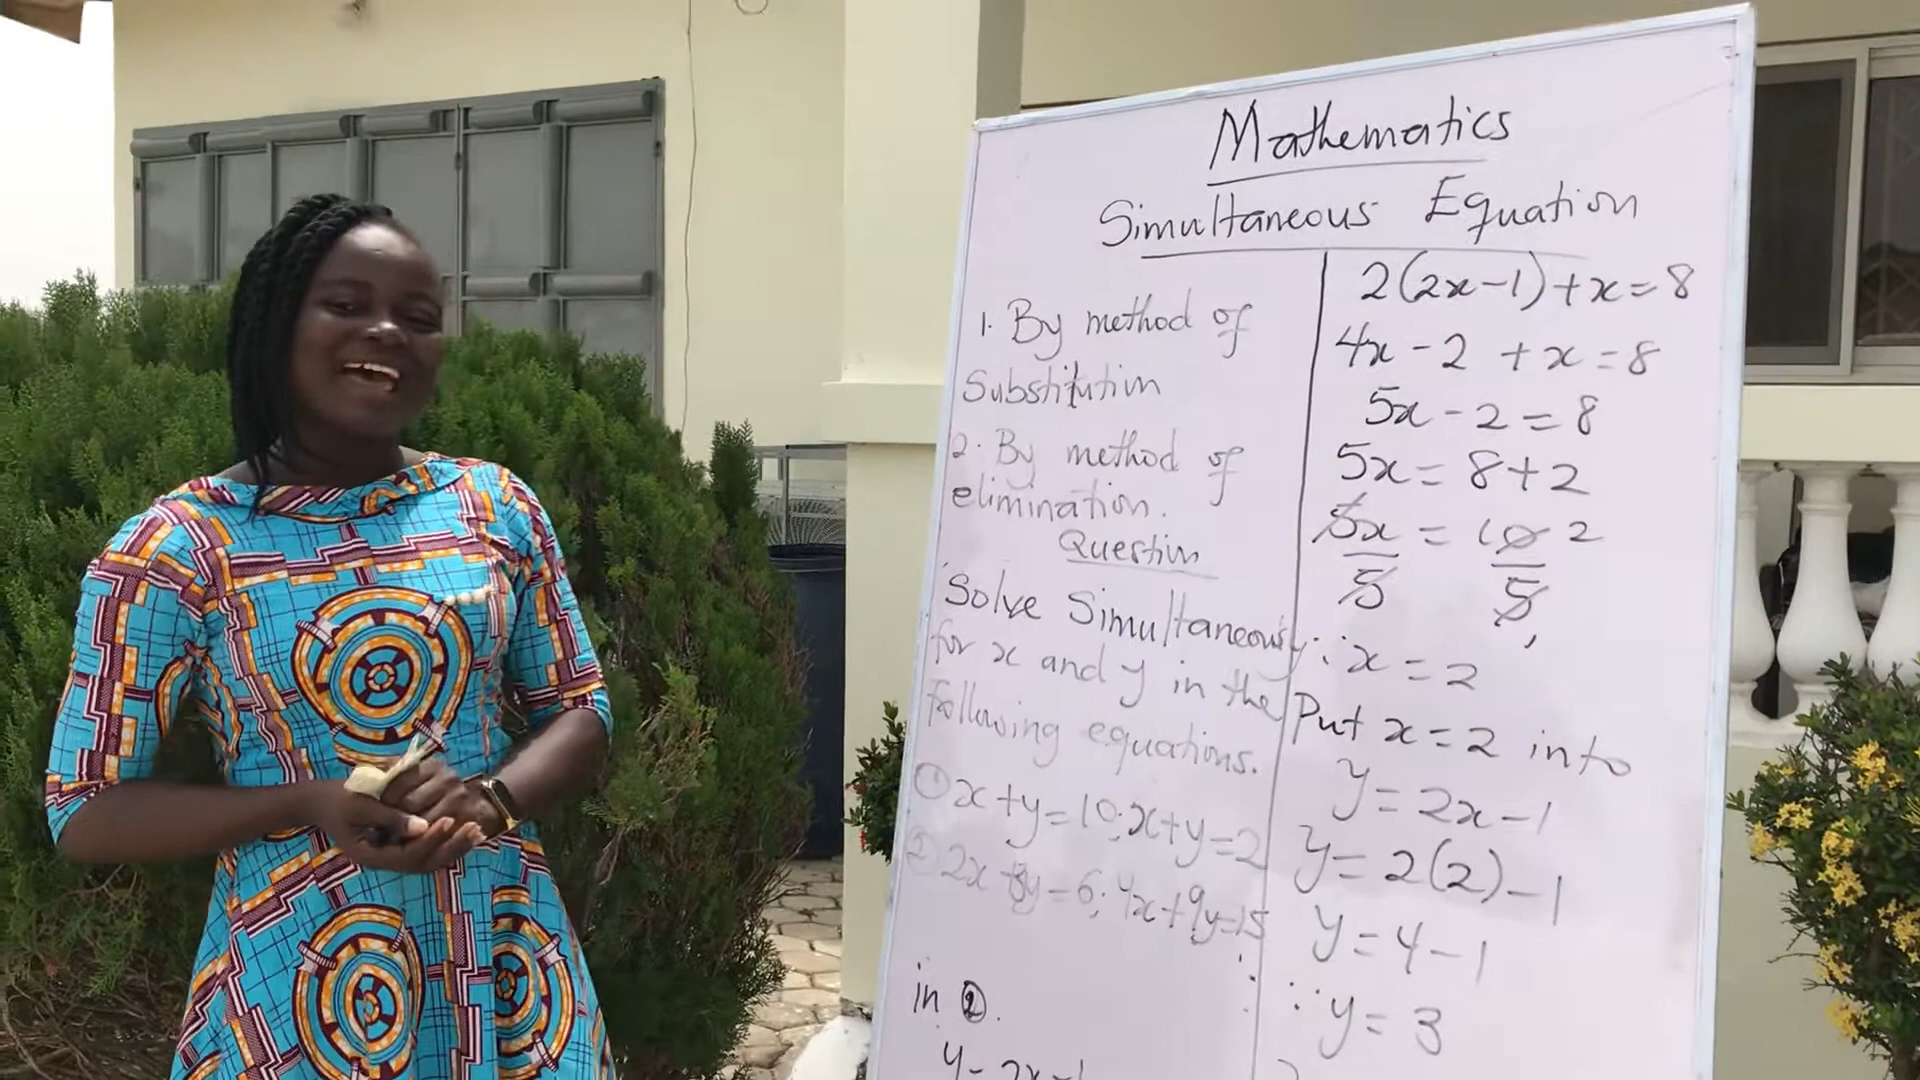 Mathematics
Simultaneous Equation
1. By method of
Substitution
2. By method of
elimination.
Question
Solve Simultaneously
for x and y in the
following equations.
① x+y=10; x+y=2
② 2x+3y=6; 4x+9y=15
in ②.
y=2x-1
2(2x-1)+x=8
4x-2 +x=8
5x-2=8
5x=8+2
5x = 10 2
5 5
∴x=2
Put x=2 into
y=2x-1
y=2(2)-1
y=4-1
∴y=3